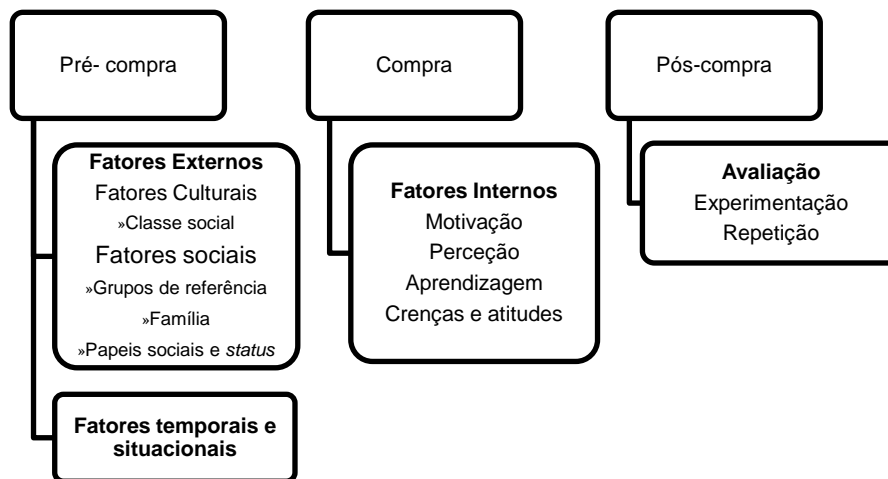 Pré- compra
Fatores Externos
Fatores Culturais
»Classe social
Fatores sociais
»Grupos de referência
»Família
»Papeis sociais e status
Fatores temporais e
situacionais
Compra
Fatores Internos
Motivação
Perceção
Aprendizagem
Crenças e atitudes
Pós-compra
Avaliação
Experimentação
Repetição